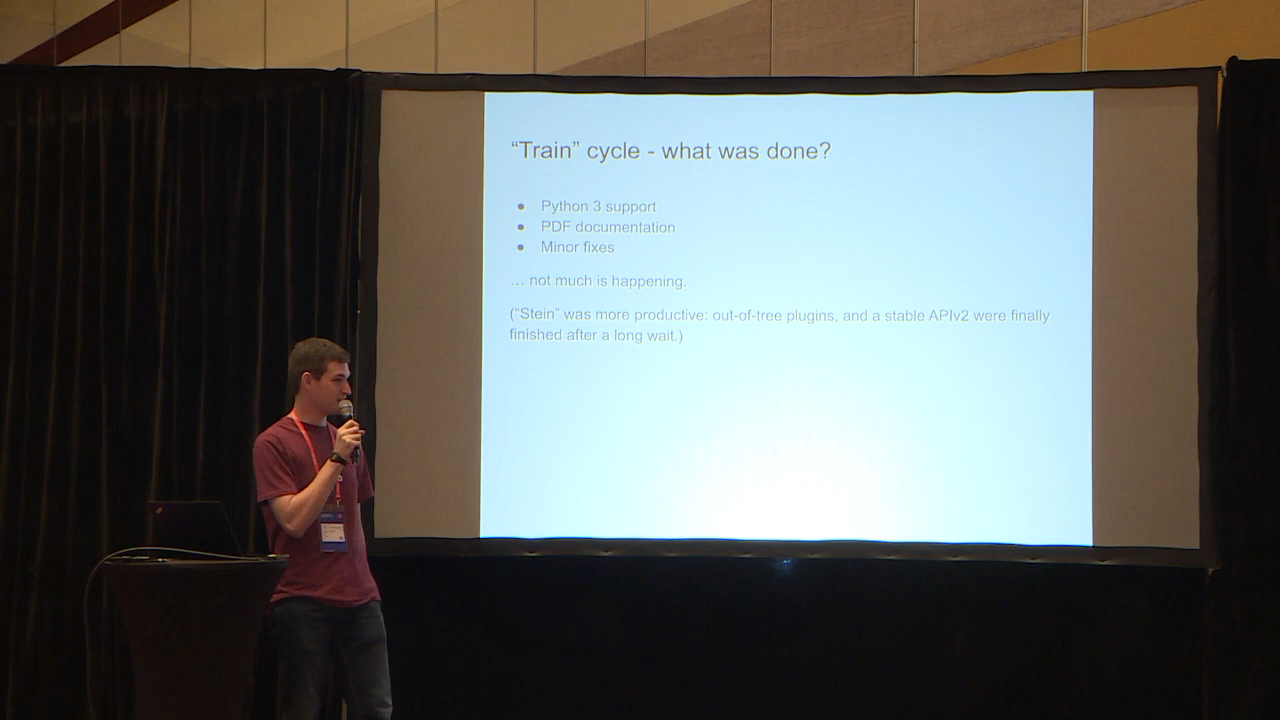 “Train” cycle - what was done?
● Python 3 support
● PDF documentation
● Minor fixes
… not much is happening.
(“Stein” was more productive: out-of-tree plugins, and a stable APIv2 were finally
finished after a long wait.)